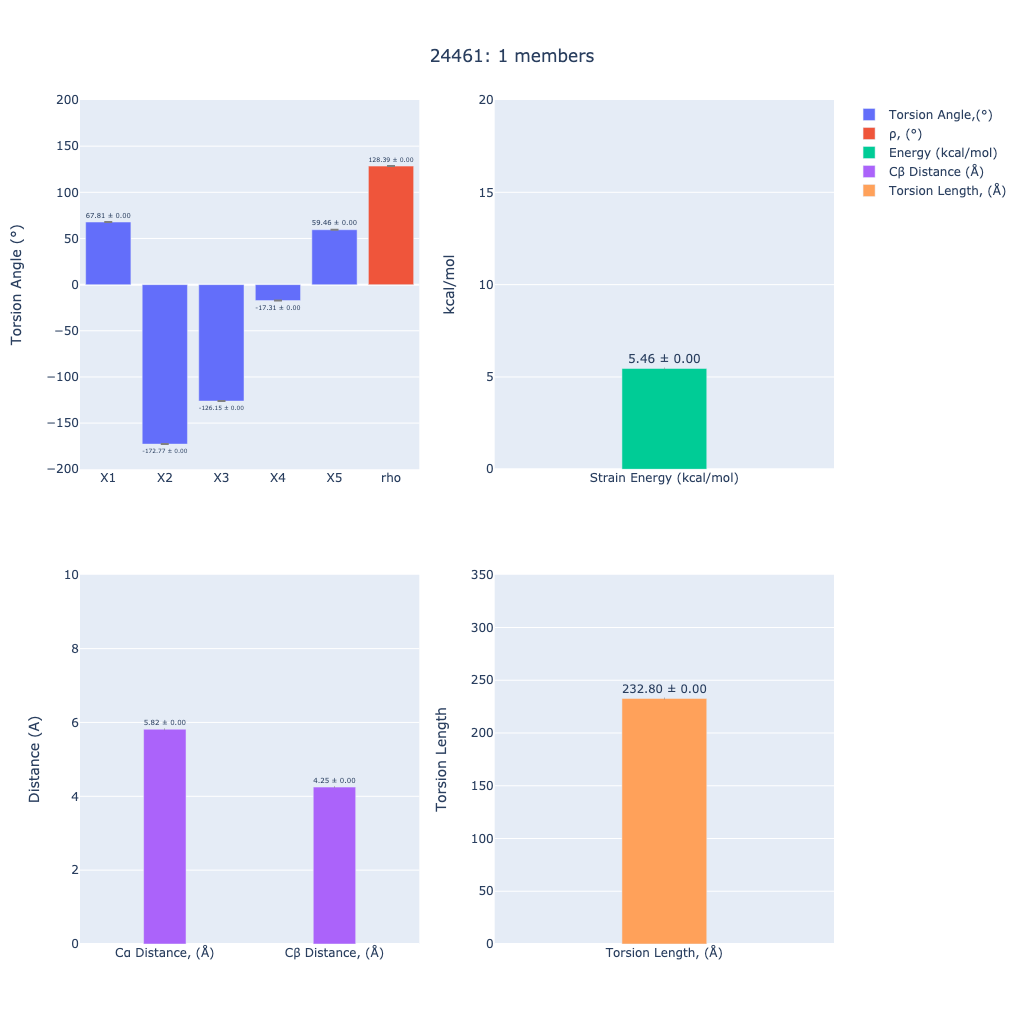 24461: 1 members
Torsion Angle (°)
200
150
100
50
0
−50
−100
−150
−200
67.81 ± 0.00
-172.77 ± 0.00
-126.15 ± 0.00
-17.31 ± 0.00
59.46 ± 0.00
128.39 ± 0.00
X1 X2 X3 X4 X5 rho
kcal/mol
20
15
10
5
0
5.46 ± 0.00
Strain Energy (kcal/mol)
Torsion Angle,(°)
ρ, (°)
Energy (kcal/mol)
Cβ Distance (Å)
Torsion Length, (Å)
Distance (A)
10
8
6
4
2
0
5.82 ± 0.00
4.25 ± 0.00
Cα Distance, (Å) Cβ Distance, (Å)
Torsion Length
350
300
250
200
150
100
50
0
232.80 ± 0.00
Torsion Length, (Å)